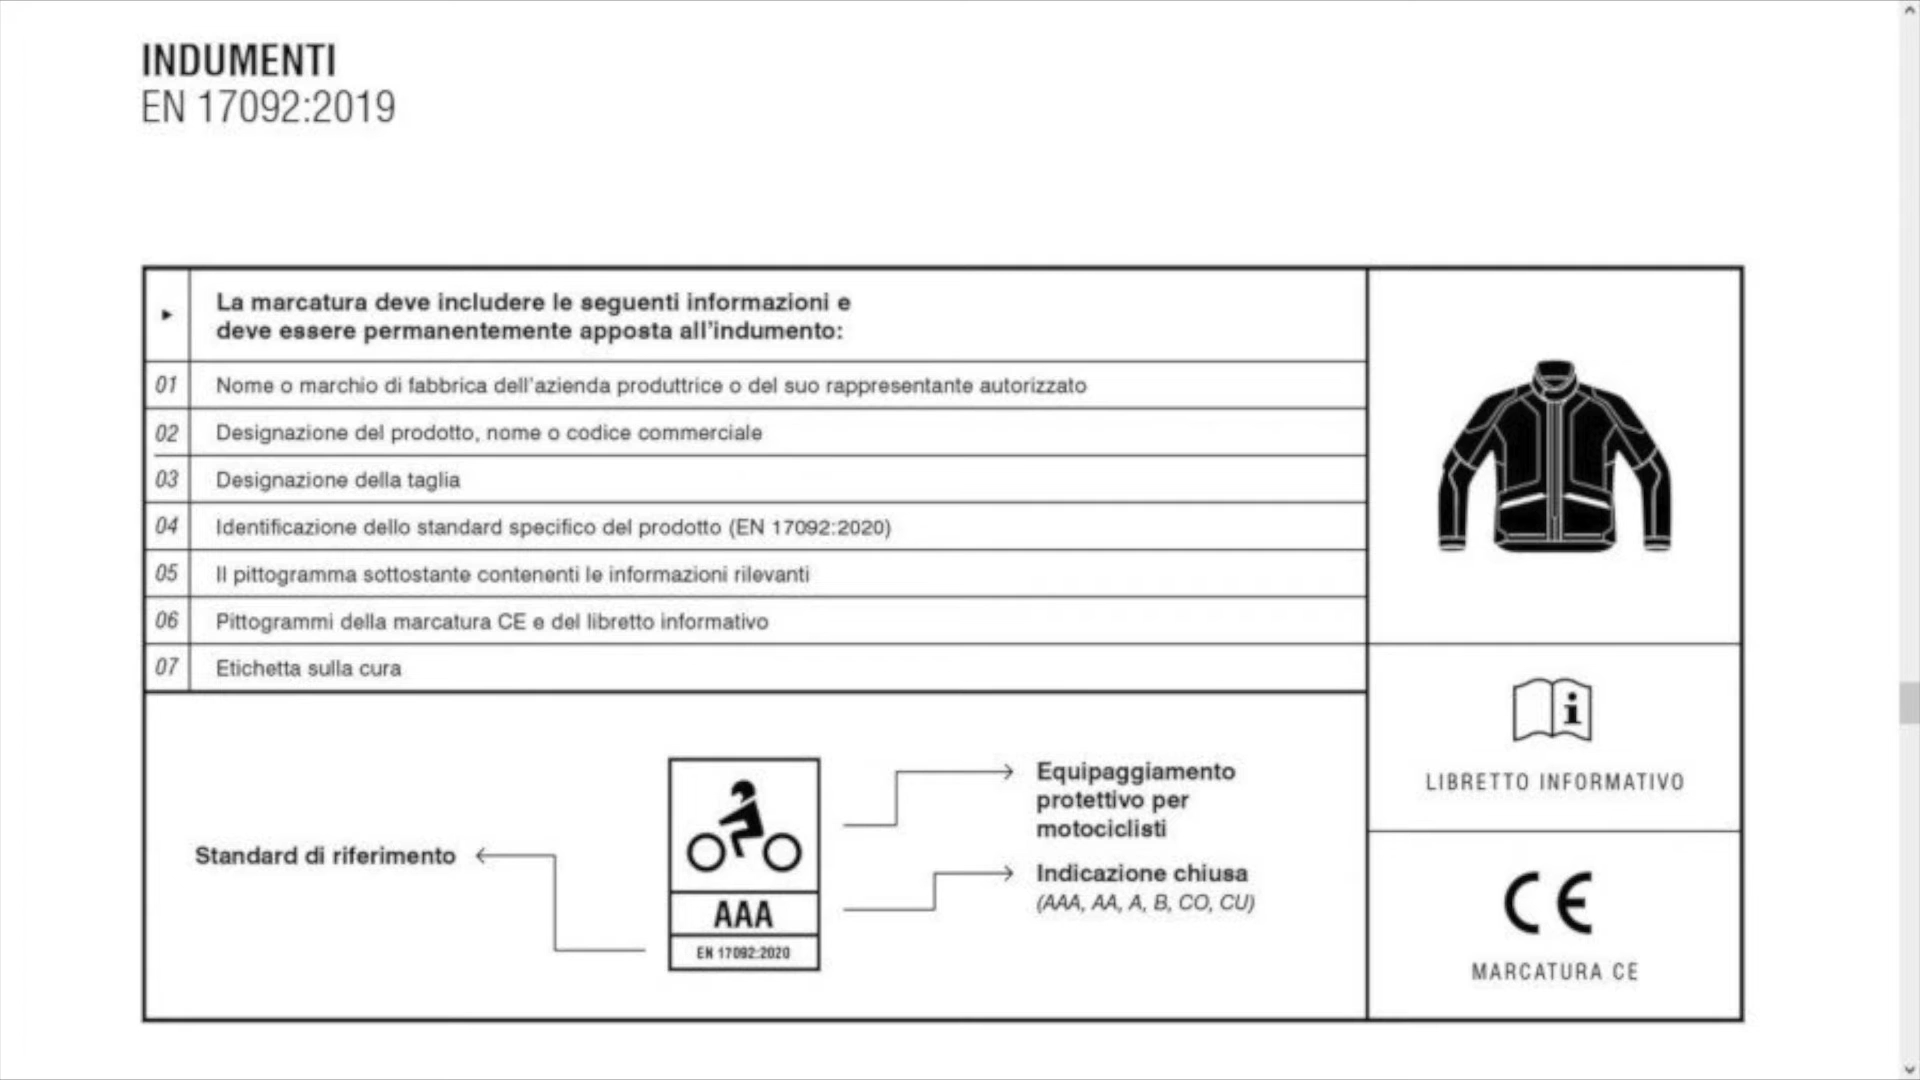 INDUMENTI
EN 17092:2019
La marcatura deve includere le seguenti informazioni e
deve essere permanentemente apposta all'indumento:
01 Nome o marchio di fabbrica dell'azienda produttrice o del suo rappresentante autorizzato
02 Designazione del prodotto, nome o codice commerciale
03 Designazione della taglia
04 Identificazione dello standard specifico del prodotto (EN 17092:2020)
05 Il pittogramma sottostante contenenti le informazioni rilevanti
06 Pittogrammi della marcatura CE e del libretto informativo
07 Etichetta sulla cura
Standard di riferimento
AAA
EN 17092:2020
Equipaggiamento
protettivo per
motociclisti
Indicazione chiusa
(AAA, AA, A, B, CO, CU)
i
LIBRETTO INFORMATIVO
CE
MARCATURA CE